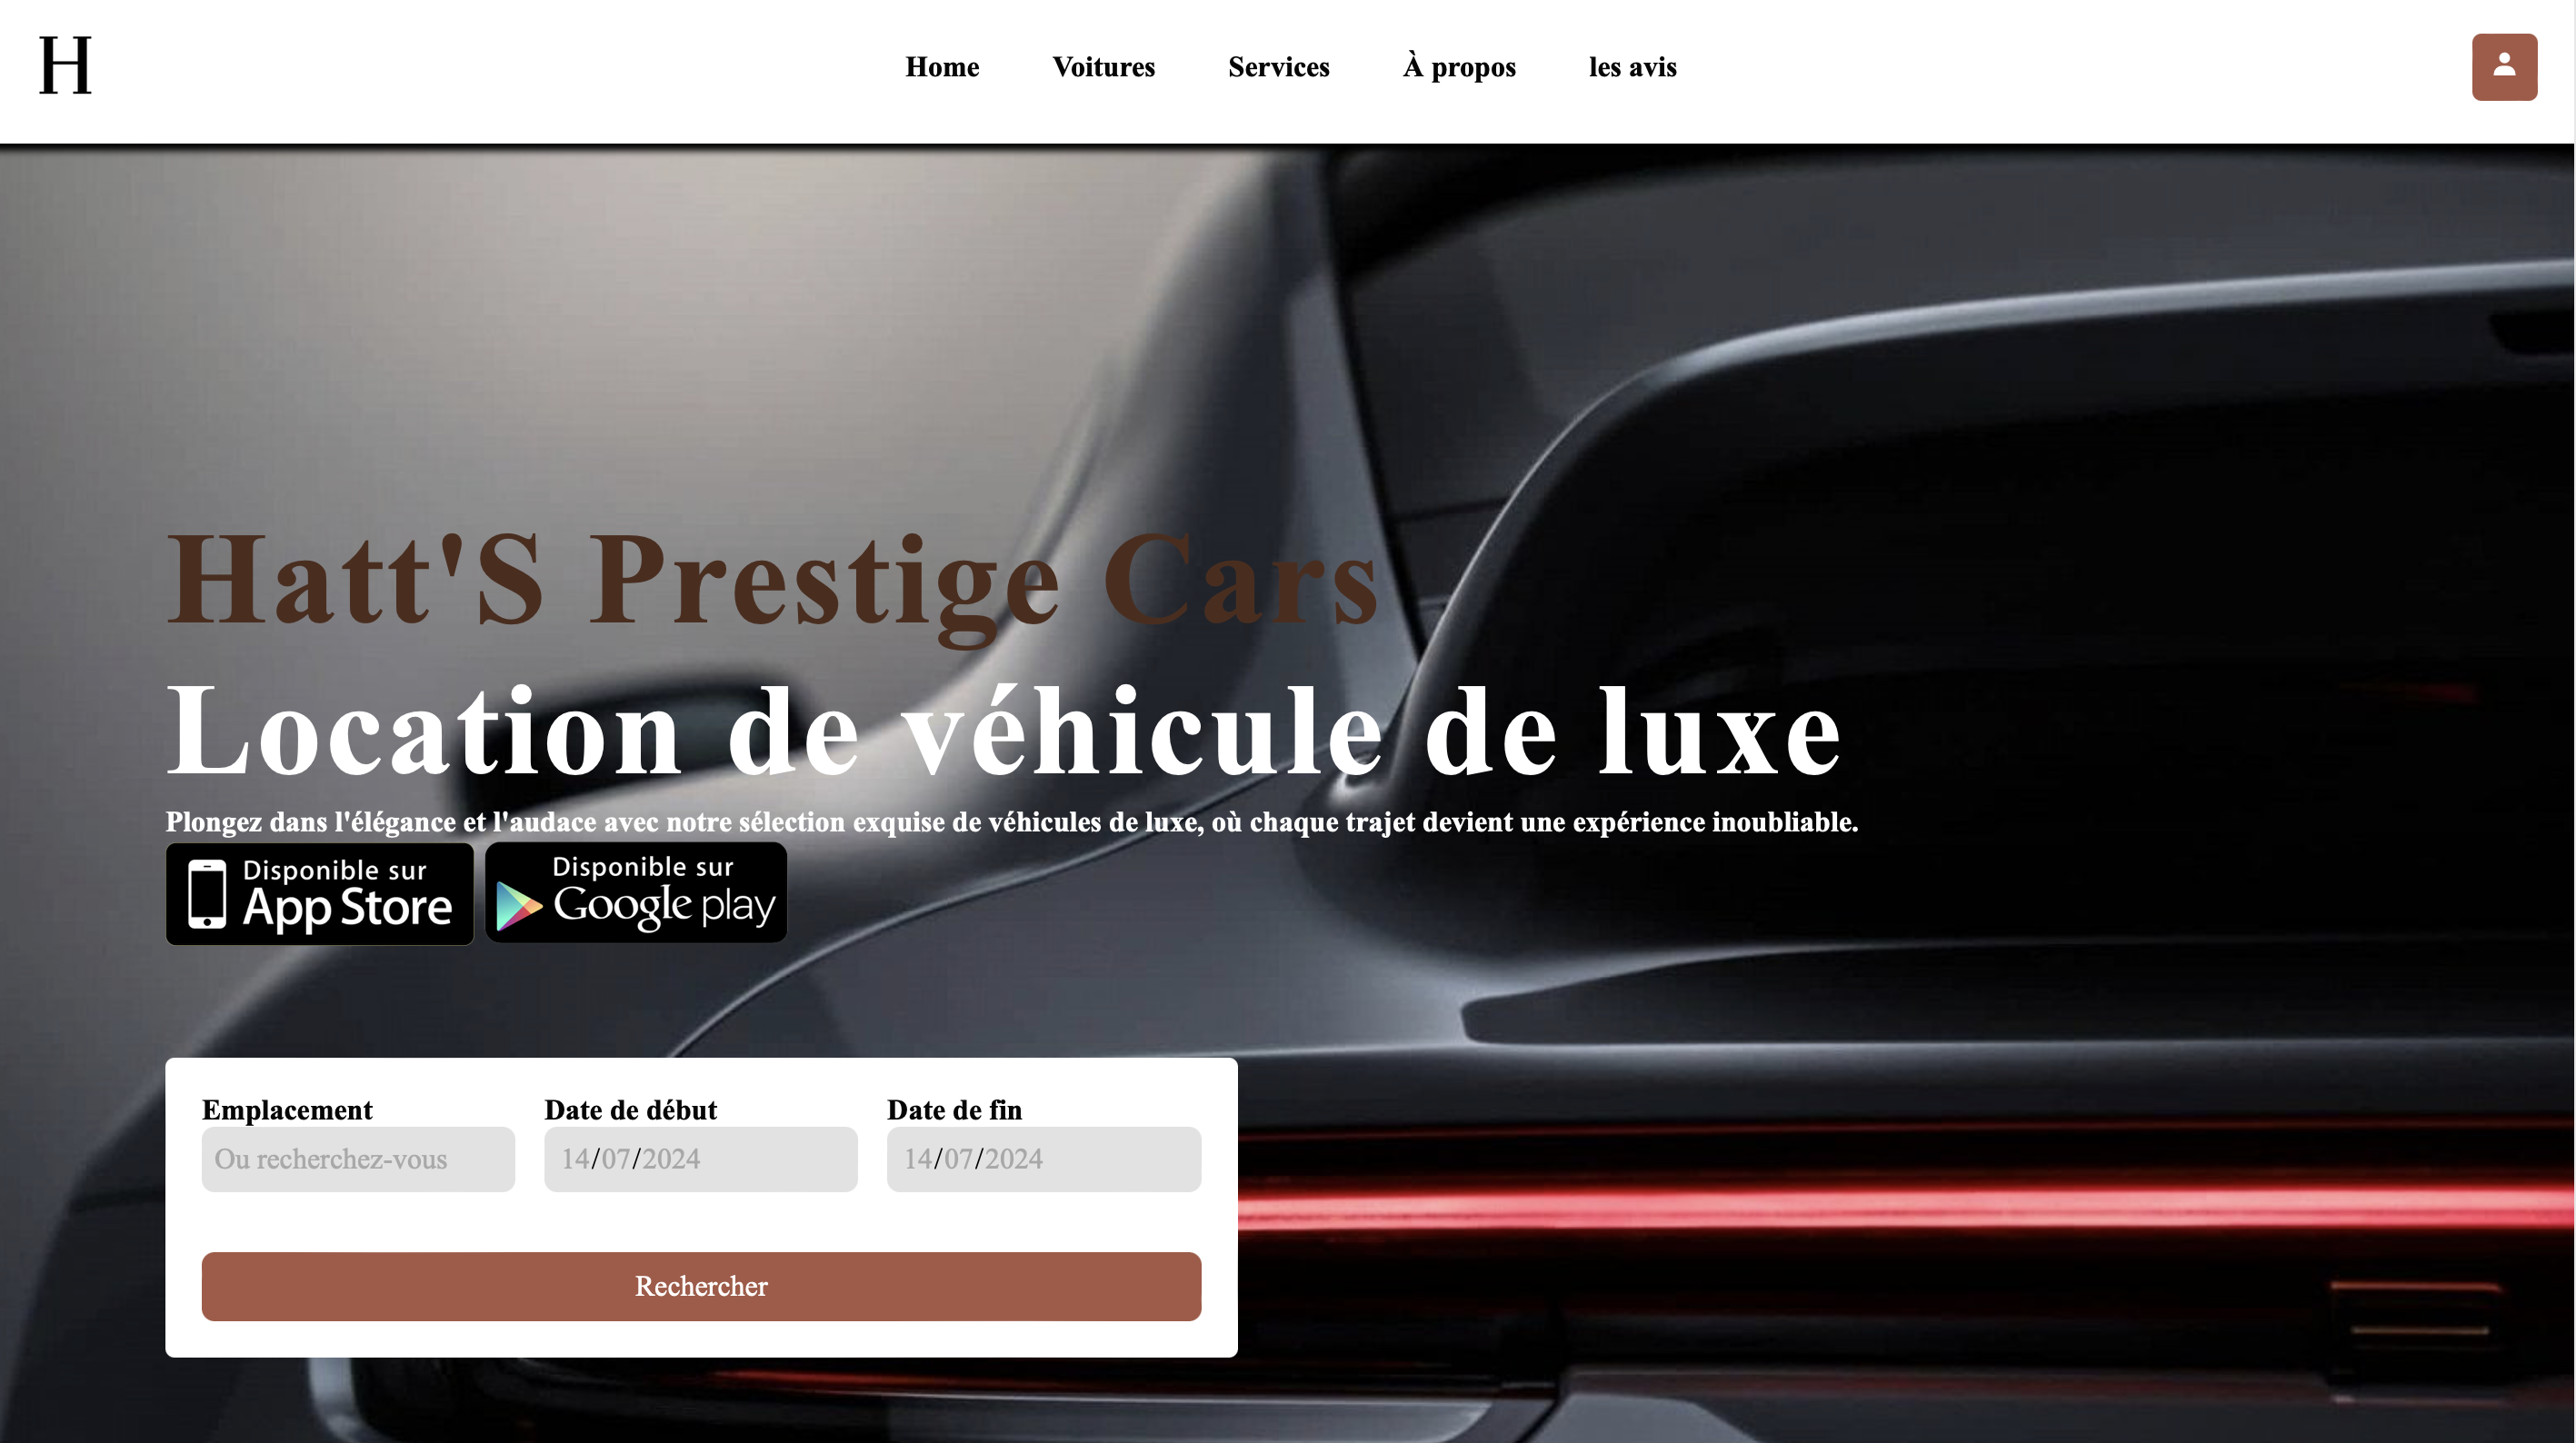 H
Home Voitures Services À propos les avis
Hatt'S Prestige Cars
Location de véhicule de luxe
Plongez dans l'élégance et l'audace avec notre sélection exquise de véhicules de luxe, où chaque trajet devient une expérience inoubliable.
Disponible sur
App Store
Disponible sur
Google play
Emplacement Date de début Date de fin
Ou recherchez-vous 14/07/2024 14/07/2024
Rechercher